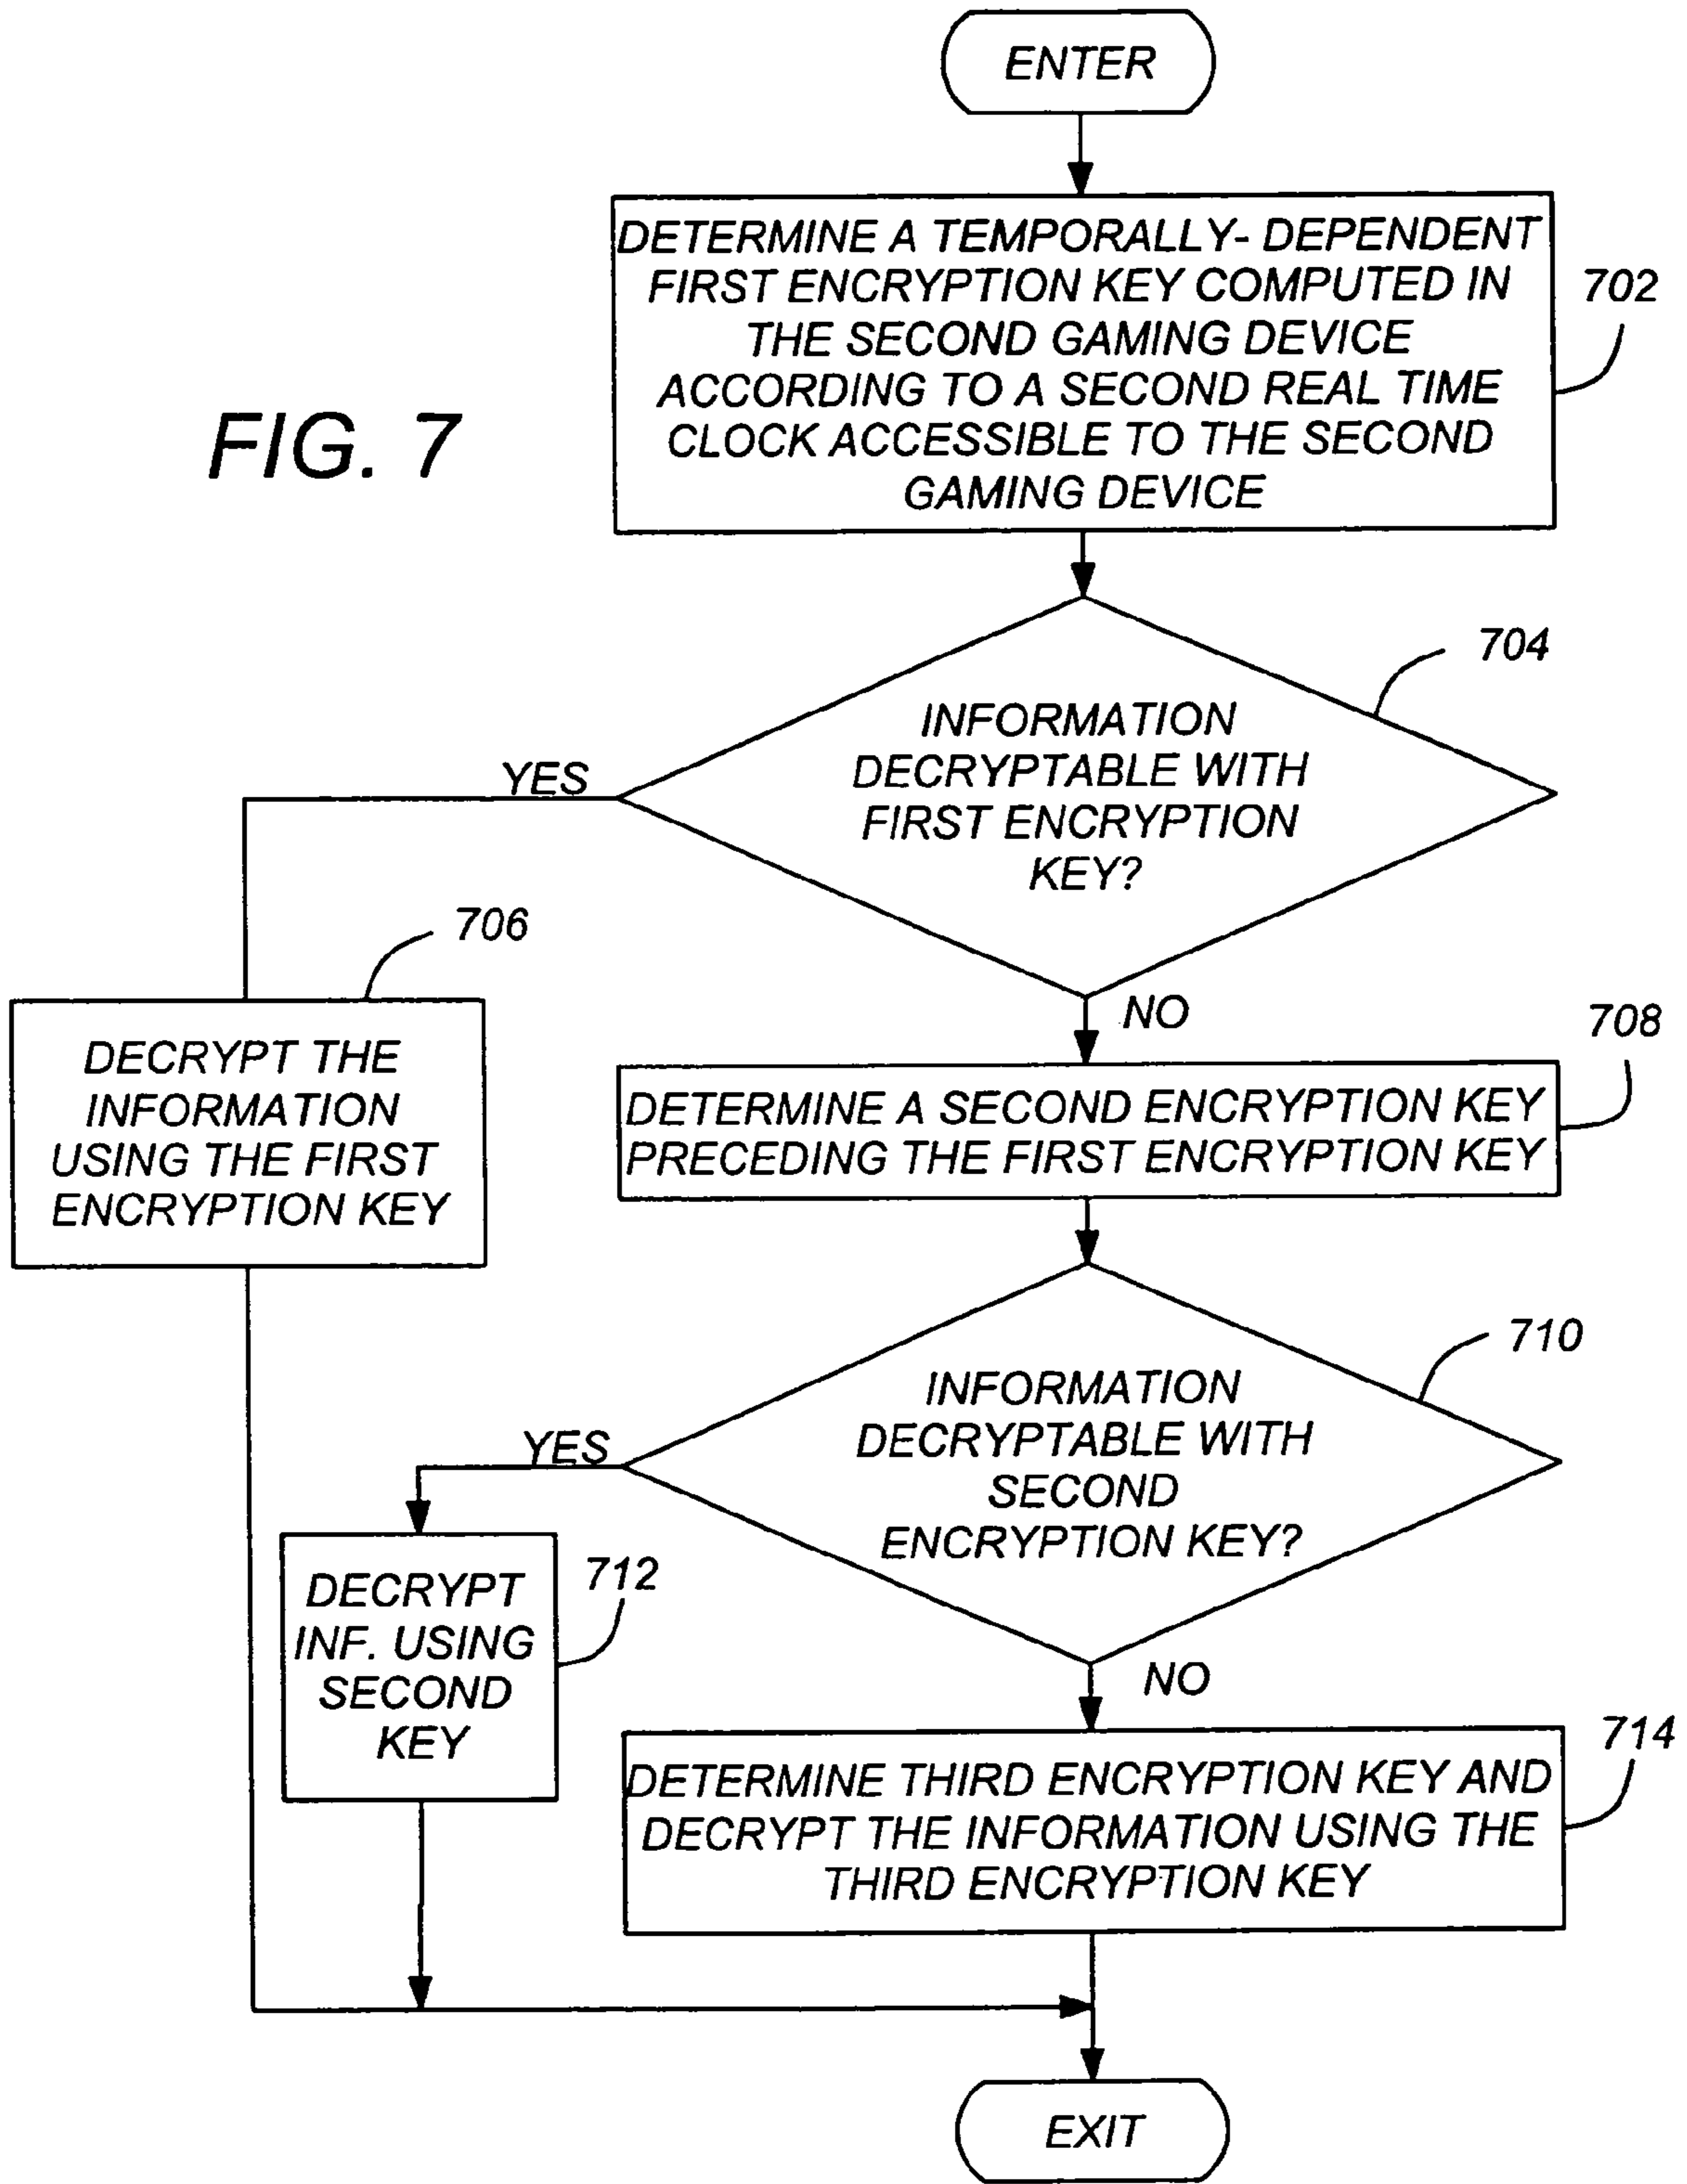 ENTER
DETERMINE A TEMPORALLY- DEPENDENT
FIRST ENCRYPTION KEY COMPUTED IN
THE SECOND GAMING DEVICE
ACCORDING TO A SECOND REAL TIME
CLOCK ACCESSIBLE TO THE SECOND
GAMING DEVICE
702
FIG. 7
704
INFORMATION
DECRYPTABLE WITH
FIRST ENCRYPTION
KEY?
YES
NO
706
DECRYPT THE
INFORMATION
USING THE FIRST
ENCRYPTION KEY
708
DETERMINE A SECOND ENCRYPTION KEY
PRECEDING THE FIRST ENCRYPTION KEY
710
INFORMATION
DECRYPTABLE WITH
SECOND
ENCRYPTION KEY?
YES
NO
712
DECRYPT
INF. USING
SECOND
KEY
714
DETERMINE THIRD ENCRYPTION KEY AND
DECRYPT THE INFORMATION USING THE
THIRD ENCRYPTION KEY
EXIT